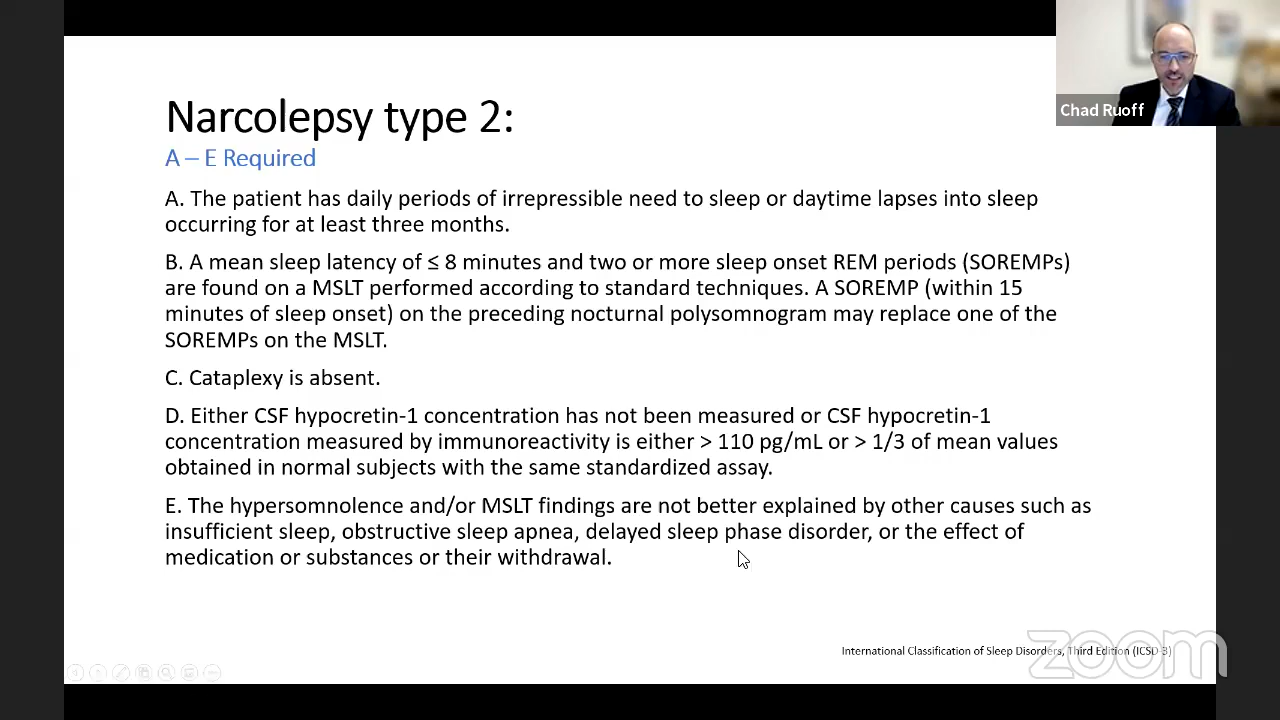 Chad Ruoff
Narcolepsy type 2:
A – E Required
A. The patient has daily periods of irrepressible need to sleep or daytime lapses into sleep
occurring for at least three months.
B. A mean sleep latency of ≤ 8 minutes and two or more sleep onset REM periods (SOREMPs)
are found on a MSLT performed according to standard techniques. A SOREMP (within 15
minutes of sleep onset) on the preceding nocturnal polysomnogram may replace one of the
SOREMPs on the MSLT.
C. Cataplexy is absent.
D. Either CSF hypocretin-1 concentration has not been measured or CSF hypocretin-1
concentration measured by immunoreactivity is either > 110 pg/mL or > 1/3 of mean values
obtained in normal subjects with the same standardized assay.
E. The hypersomnolence and/or MSLT findings are not better explained by other causes such as
insufficient sleep, obstructive sleep apnea, delayed sleep phase disorder, or the effect of
medication or substances or their withdrawal.
International Classification of Sleep Disorders, Third Edition (ICSD-3)
zoom